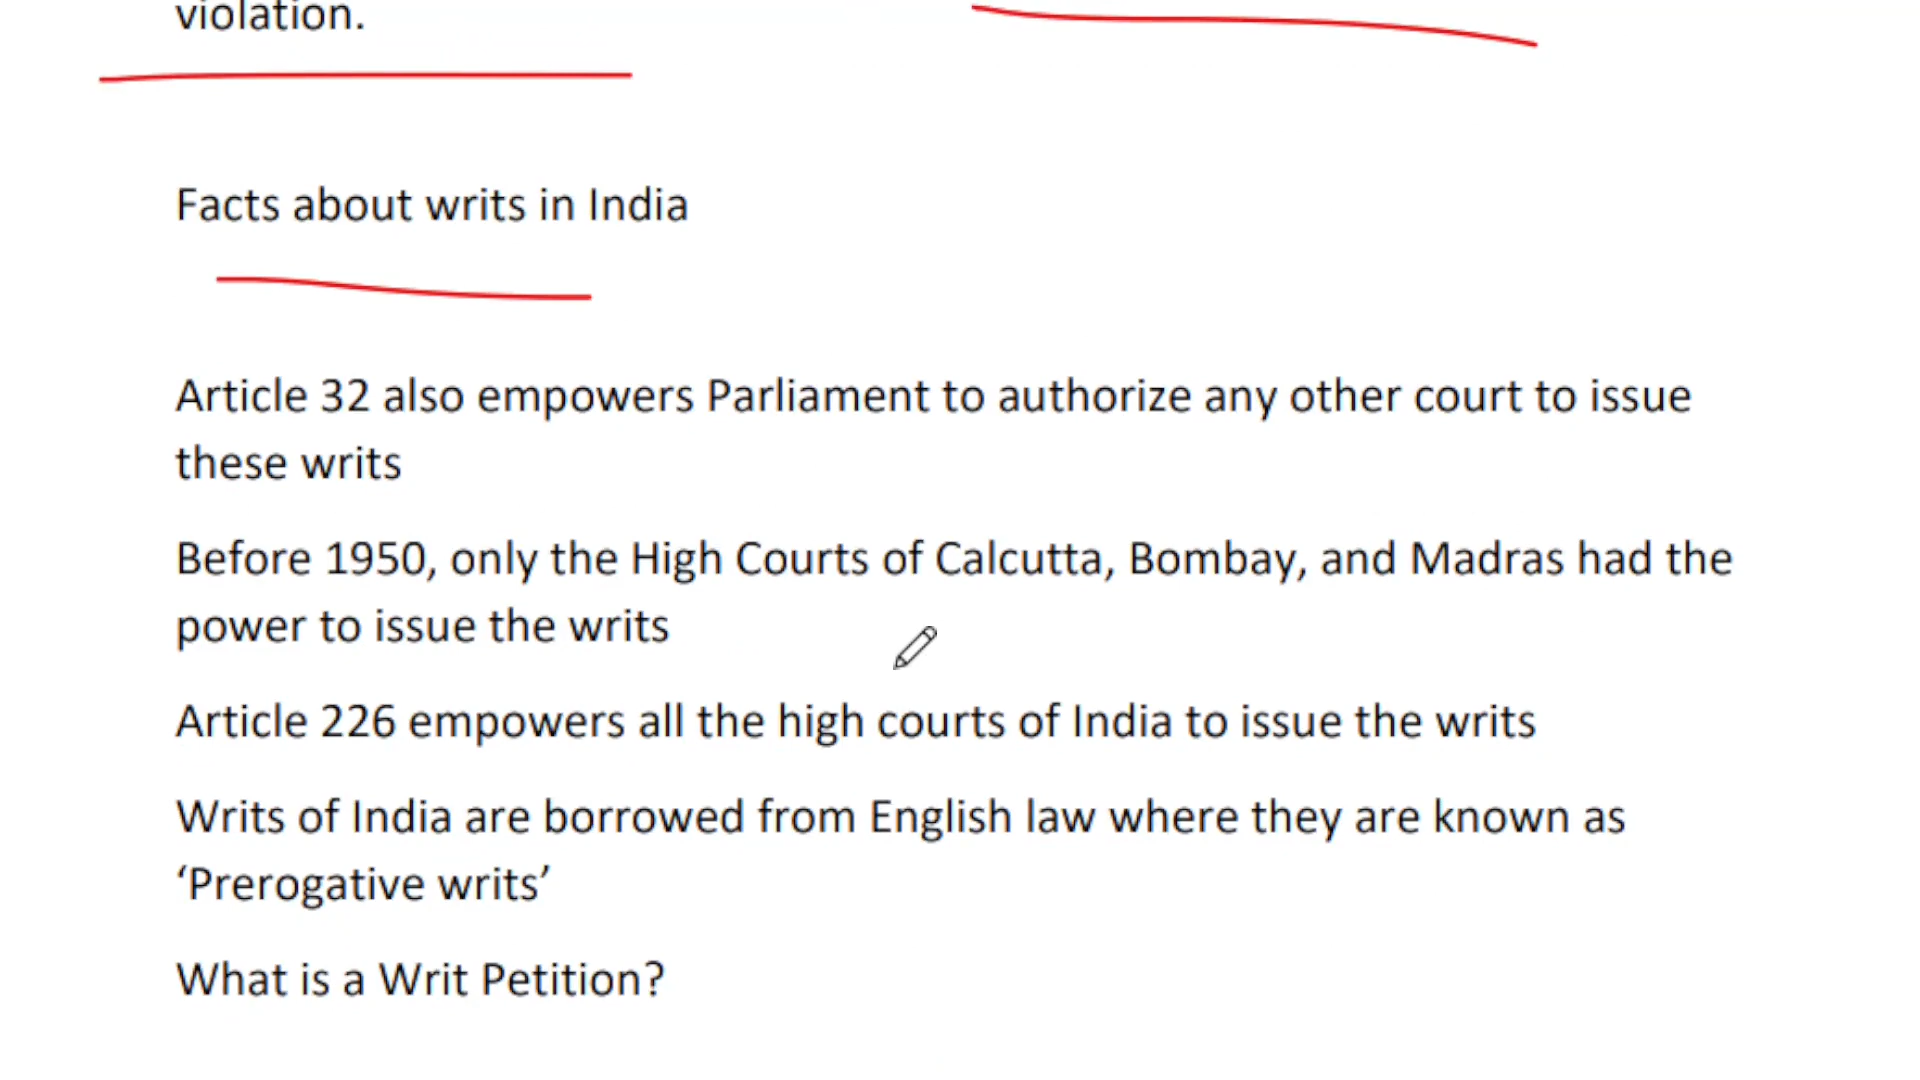 violation.
Facts about writs in India
Article 32 also empowers Parliament to authorize any other court to issue
these writs
Before 1950, only the High Courts of Calcutta, Bombay, and Madras had the
power to issue the writs
Article 226 empowers all the high courts of India to issue the writs
Writs of India are borrowed from English law where they are known as
‘Prerogative writs’
What is a Writ Petition?